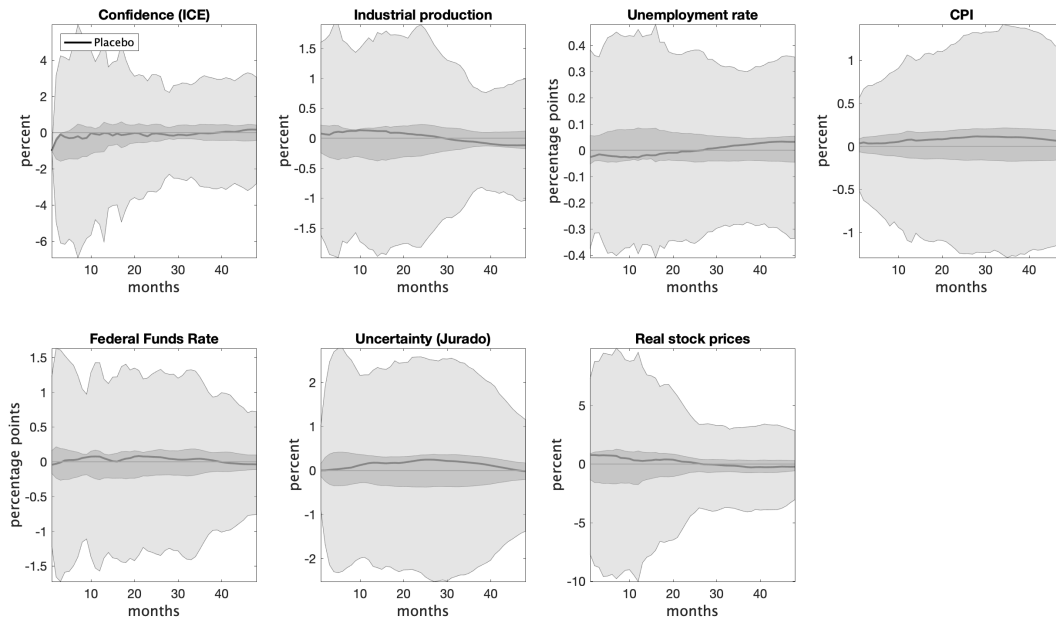 Confidence (ICE)
Placebo
4
2
0
-2
-4
-6
percent
10 20 30 40
months
Industrial production
1.5
1
0.5
0
-0.5
-1
-1.5
percent
10 20 30 40
months
Unemployment rate
0.4
0.3
0.2
0.1
0
-0.1
-0.2
-0.3
-0.4
percentage points
10 20 30 40
months
CPI
1
0.5
0
-0.5
-1
percent
10 20 30 40
months
Federal Funds Rate
1.5
1
0.5
0
-0.5
-1
-1.5
percentage points
10 20 30 40
months
Uncertainty (Jurado)
2
1
0
-1
-2
percent
10 20 30 40
months
Real stock prices
5
0
-5
-10
percent
10 20 30 40
months